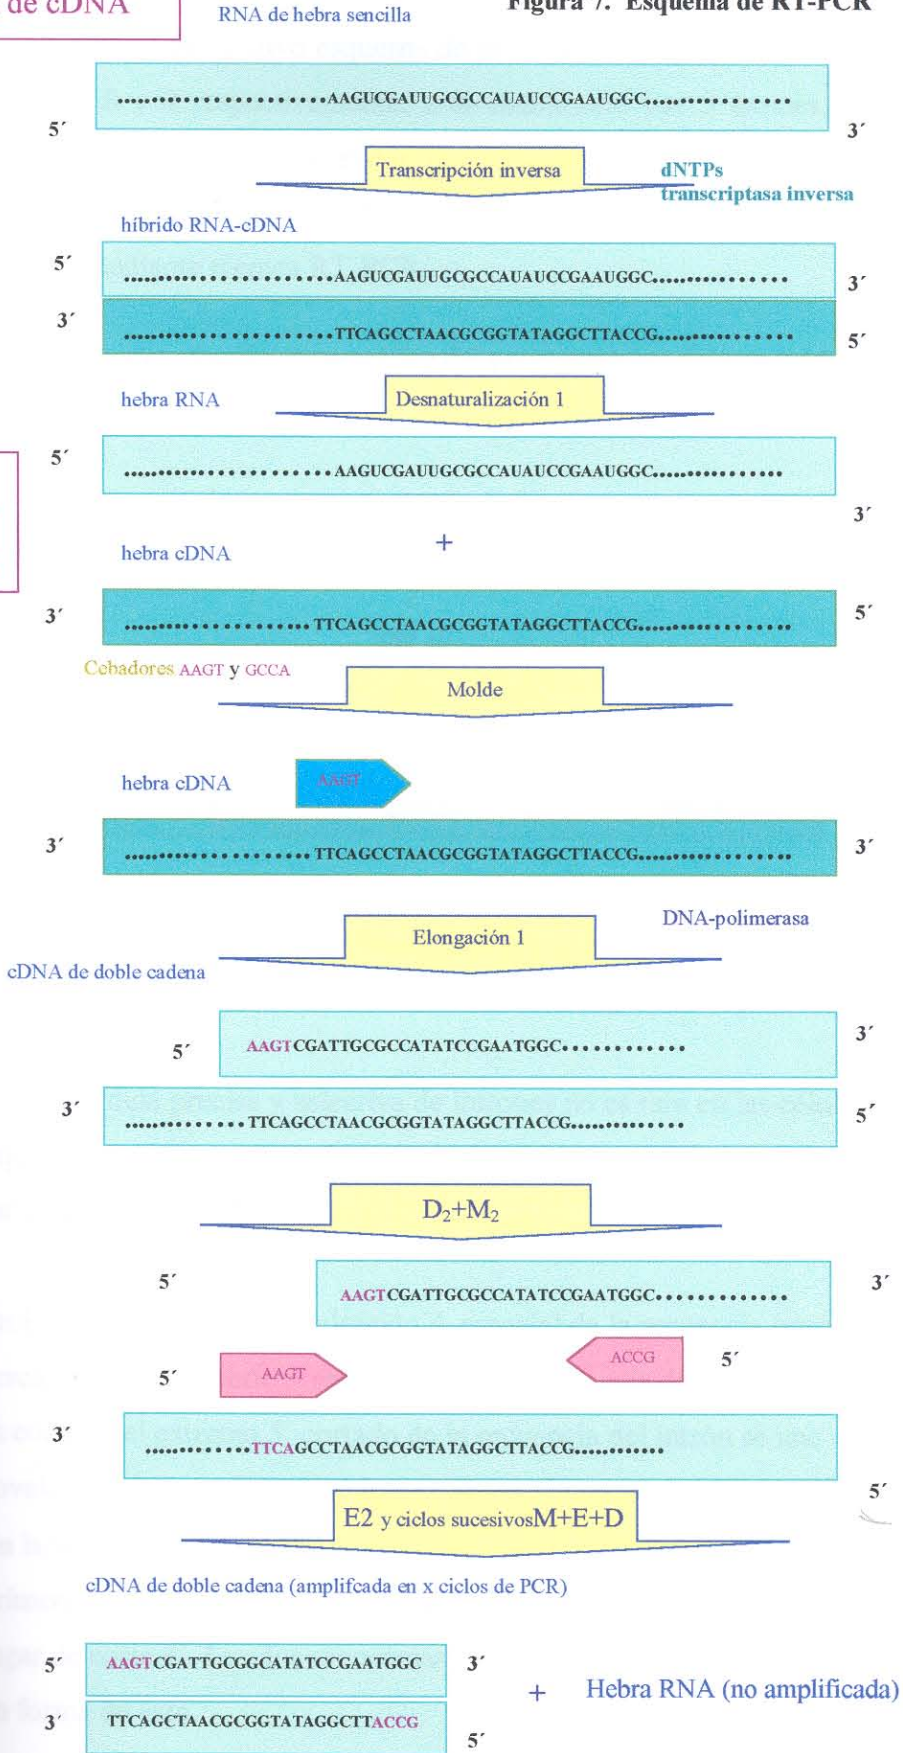 de cDNA
RNA de hebra sencilla
Figura 7. Esquema de RT-PCR
5´ ........................AAGUCGAUUGCGCCAUAUCCGAAUGGC.................. 3´
Transcripción inversa
dNTPs
transcriptasa inversa
híbrido RNA-cDNA
5´ ........................AAGUCGAUUGCGCCAUAUCCGAAUGGC.................. 3´
3´ ........................TTCAGCCTAACGCGGTATAGGCTTACCG.................. 5´
hebra RNA
Desnaturalización 1
5´ ........................AAGUCGAUUGCGCCAUAUCCGAAUGGC.................. 3´
+
hebra cDNA
3´ ......................TTCAGCCTAACGCGGTATAGGCTTACCG.................. 5´
Cebadores AAGT y GCCA
Molde
hebra cDNA
AAGT
3´ ......................TTCAGCCTAACGCGGTATAGGCTTACCG.................. 3´
DNA-polimerasa
Elongación 1
cDNA de doble cadena
5´ AAGTCGATTGCGCCATATCCGAATGGC............ 3´
3´ ..............TTCAGCCTAACGCGGTATAGGCTTACCG.............. 5´
D2+M2
5´ AAGTCGATTGCGCCATATCCGAATGGC............. 3´
5´ AAGT
ACCG 5´
3´ .............TTCAGCCTAACGCGGTATAGGCTTACCG........... 5´
E2 y ciclos sucesivosM+E+D
cDNA de doble cadena (amplifcada en x ciclos de PCR)
5´ AAGTCGATTGCGGCATATCCGAATGGC 3´
+ Hebra RNA (no amplificada)
3´ TTCAGCTAACGCGGTATAGGCTTACCG 5´